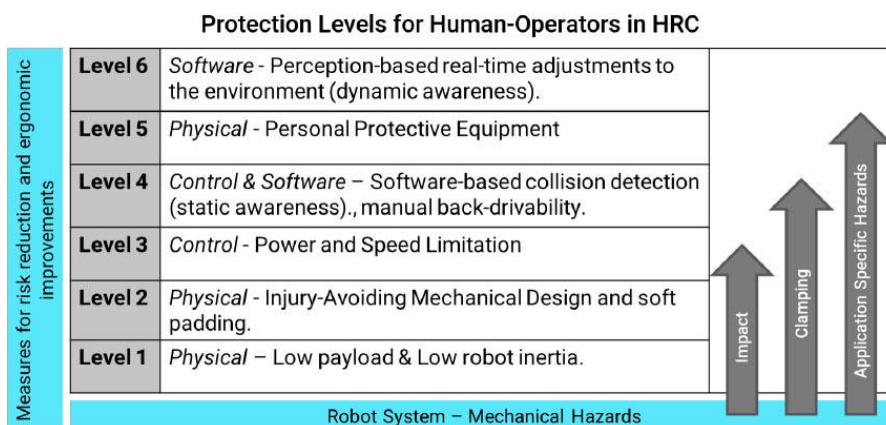 Protection Levels for Human-Operators in HRC
Measures for risk reduction and ergonomic
improvements
Level 6
Software - Perception-based real-time adjustments to
the environment (dynamic awareness).
Level 5
Physical - Personal Protective Equipment
Level 4
Control & Software – Software-based collision detection
(static awareness)., manual back-drivability.
Level 3
Control - Power and Speed Limitation
Level 2
Physical - Injury-Avoiding Mechanical Design and soft
padding.
Level 1
Physical – Low payload & Low robot inertia.
Impact
Clamping
Application Specific Hazards
Robot System – Mechanical Hazards